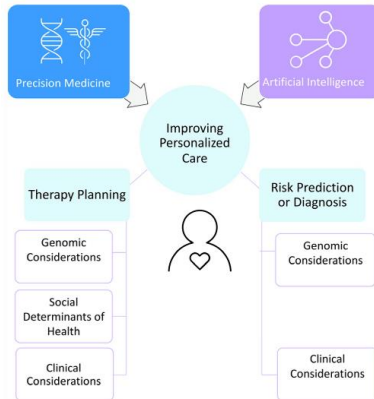 Precision Medicine
Artificial Intelligence
Improving
Personalized
Care
Therapy Planning
Risk Prediction
or Diagnosis
Genomic
Considerations
Genomic
Considerations
Social
Determinants of
Health
Clinical
Considerations
Clinical
Considerations